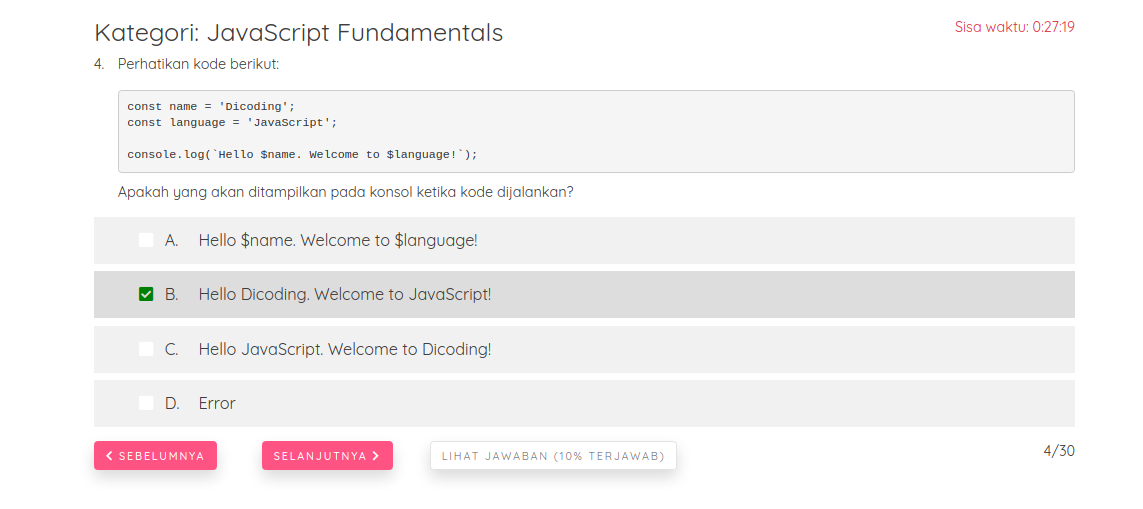 Kategori: JavaScript Fundamentals
Sisa waktu: 0:27:19
4. Perhatikan kode berikut:
const name = 'Dicoding';
const language = 'JavaScript';
console.log(`Hello $name. Welcome to $language!`);
Apakah yang akan ditampilkan pada konsol ketika kode dijalankan?
A. Hello $name. Welcome to $language!
B. Hello Dicoding. Welcome to JavaScript!
C. Hello JavaScript. Welcome to Dicoding!
D. Error
SEBELUMNYA
SELANJUTNYA
LIHAT JAWABAN (10% TERJAWAB)
4/30